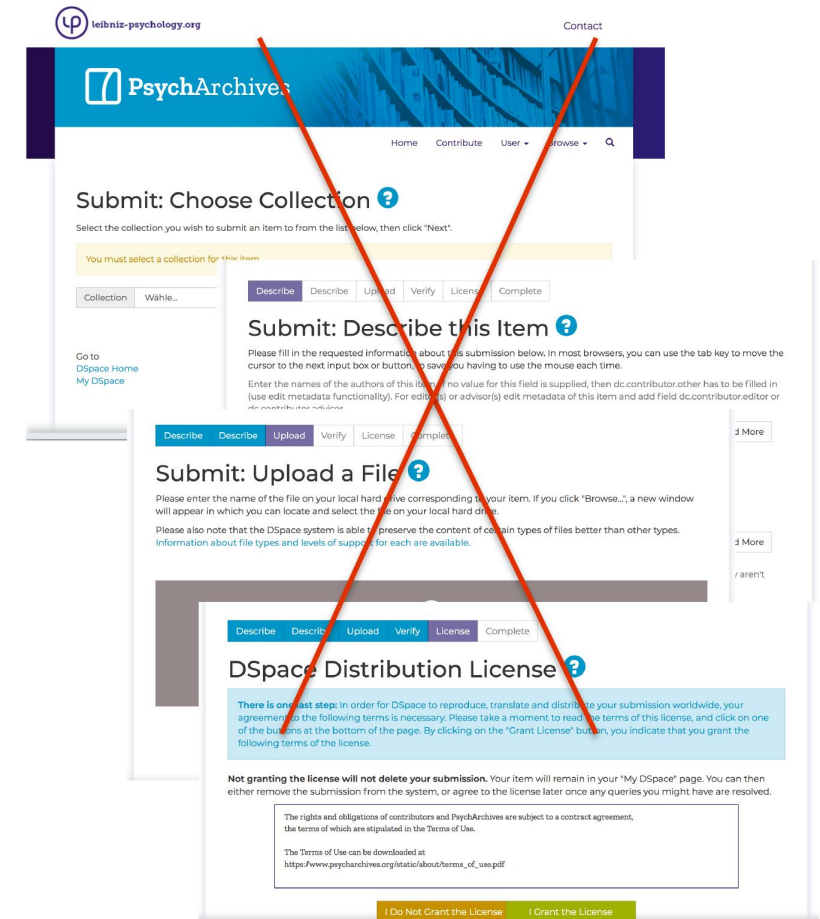 leibniz-psychology.org
Contact
PsychArchives
Home Contribute User Browse
Submit: Choose Collection ?
Select the collection you wish to submit an item to from the list below, then click "Next".
You must select a collection for this item
Collection Wähle...
Go to
DSpace Home
My DSpace
Describe Describe Upload Verify License Complete
Submit: Describe this Item ?
Please fill in the requested information about this submission below. In most browsers, you can use the tab key to move the
cursor to the next input box or button, to save you having to use the mouse each time.
Enter the names of the authors of this item. If no value for this field is supplied, then dc.contributor.other has to be filled in
(use edit metadata functionality). For editor(s) or advisor(s) edit metadata of this item and add field dc.contributor.editor or
dc.contributor.advisor
d More
d More
y aren't
Describe Describe Upload Verify License Complete
Submit: Upload a File ?
Please enter the name of the file on your local hard drive corresponding to your item. If you click "Browse...", a new window
will appear in which you can locate and select the file on your local hard drive.
Please also note that the DSpace system is able to preserve the content of certain types of files better than other types.
Information about file types and levels of support for each are available.
Describe Describe Upload Verify License Complete
DSpace Distribution License ?
There is one last step: In order for DSpace to reproduce, translate and distribute your submission worldwide, your
agreement to the following terms is necessary. Please take a moment to read the terms of this license, and click on one
of the buttons at the bottom of the page. By clicking on the "Grant License" button, you indicate that you grant the
following terms of the license.
Not granting the license will not delete your submission. Your item will remain in your "My DSpace" page. You can then
either remove the submission from the system, or agree to the license later once any queries you might have are resolved.
The rights and obligations of contributors and PsychArchives are subject to a contract agreement,
the terms of which are stipulated in the Terms of Use.
The Terms of Use can be downloaded at
https://www.psycharchives.org/static/about/terms_of_use.pdf
I Do Not Grant the License I Grant the License